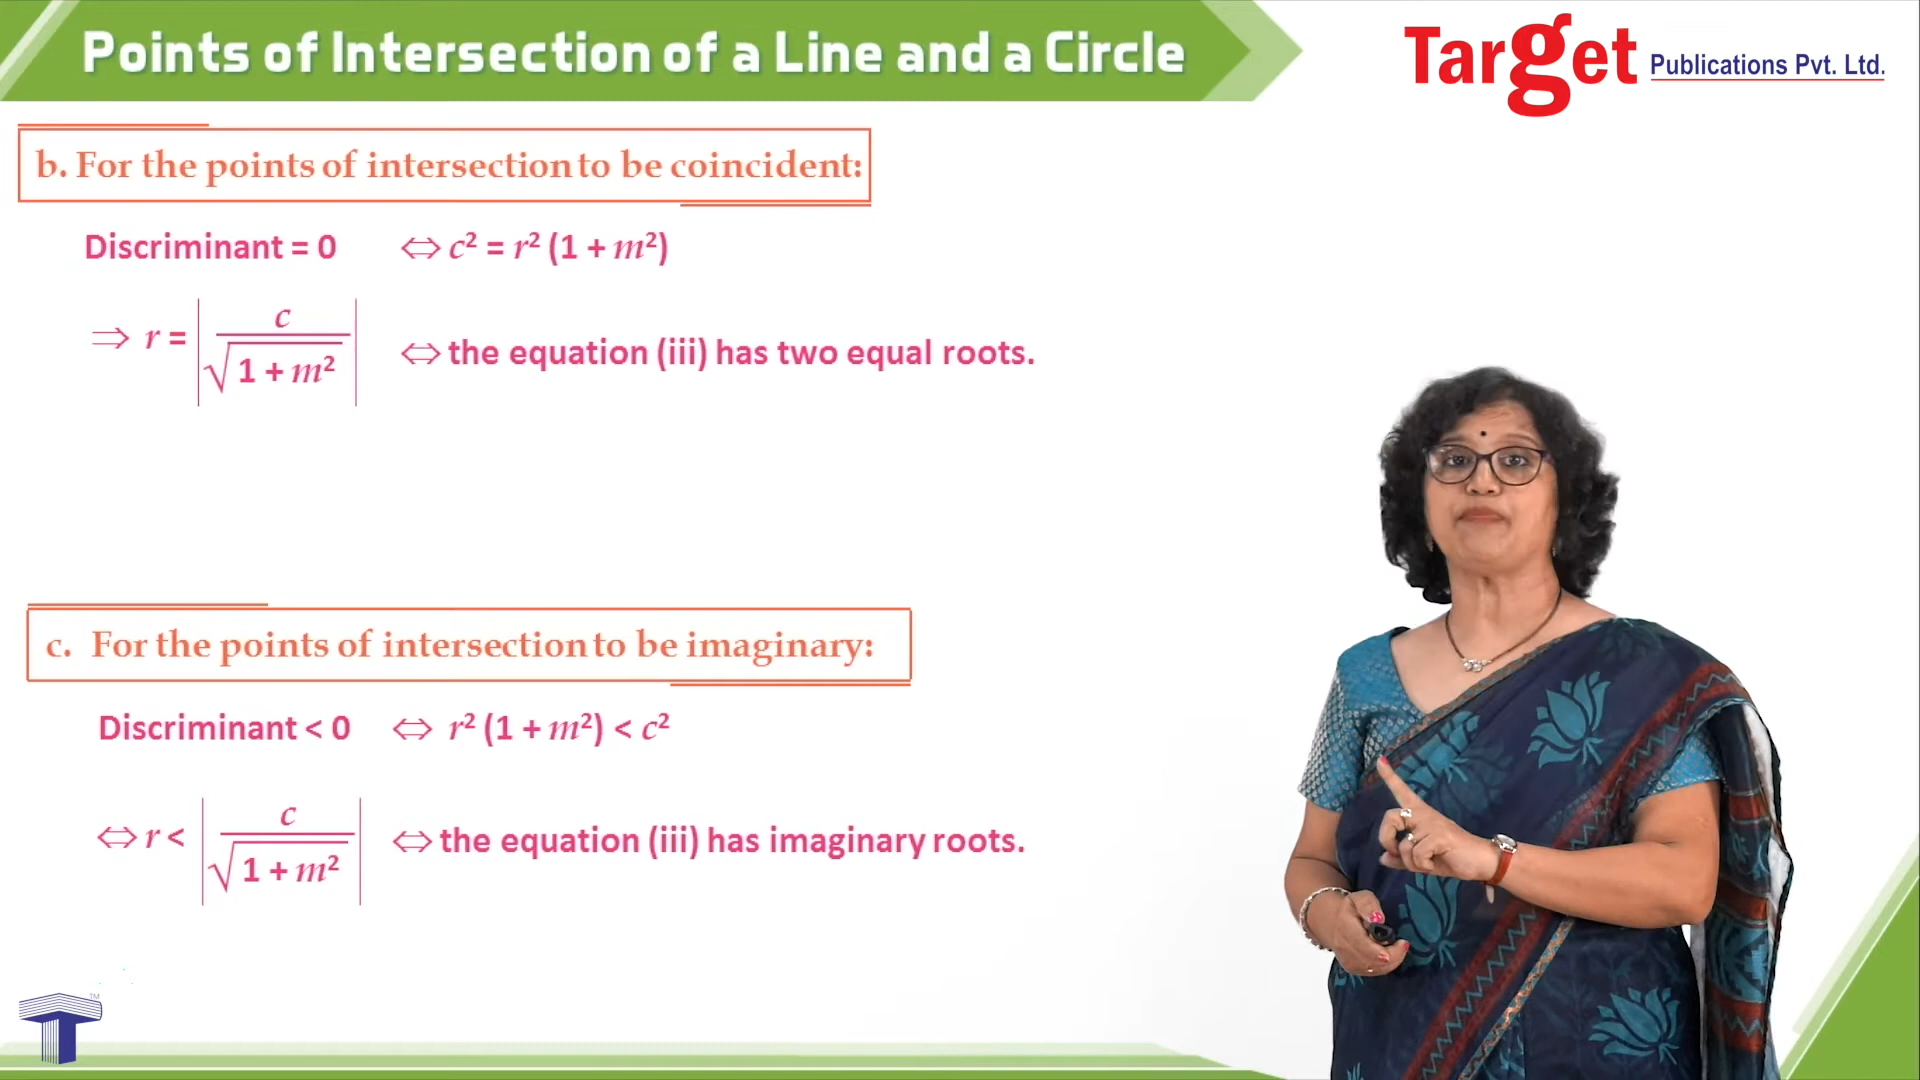 Points of Intersection of a Line and a Circle
Target Publications Pvt. Ltd.
b. For the points of intersection to be coincident:
Discriminant = 0 ⇔ c² = r² (1 + m²)
⇒ r = | c / √(1 + m²) | ⇔ the equation (iii) has two equal roots.
c. For the points of intersection to be imaginary:
Discriminant < 0 ⇔ r² (1 + m²) < c²
⇔ r < | c / √(1 + m²) | ⇔ the equation (iii) has imaginary roots.
TM